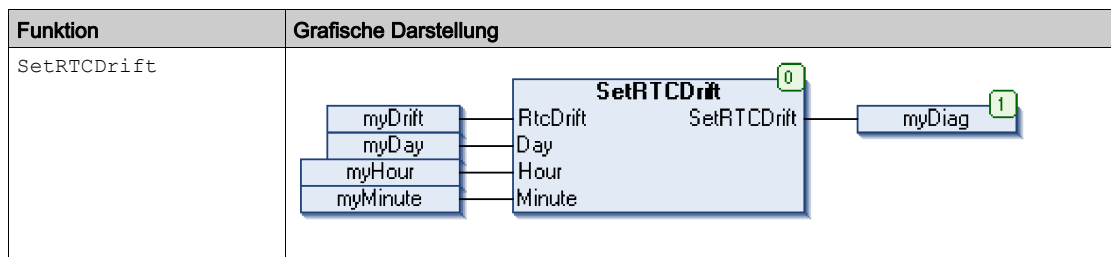 Funktion Grafische Darstellung
SetRTCDrift
0
SetRTCDrift
myDrift RtcDrift SetRTCDrift myDiag 1
myDay Day
myHour Hour
myMinute Minute